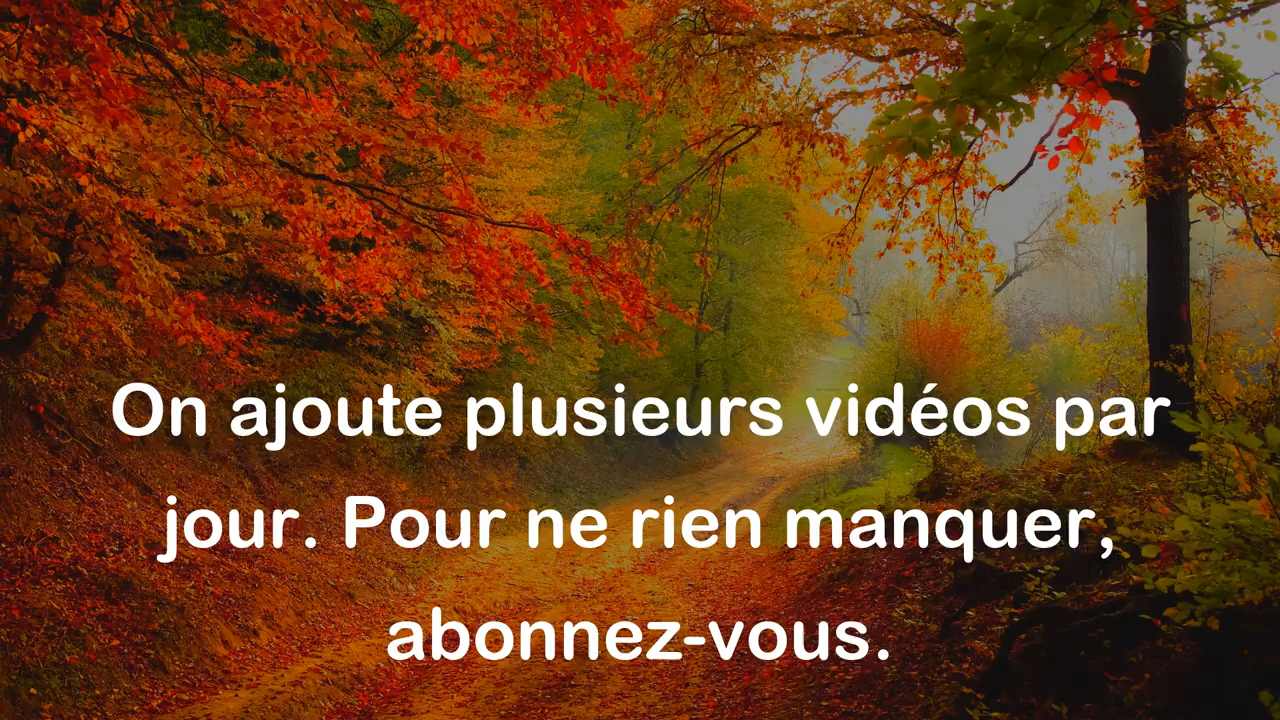 On ajoute plusieurs vidéos par
jour. Pour ne rien manquer,
abonnez-vous.